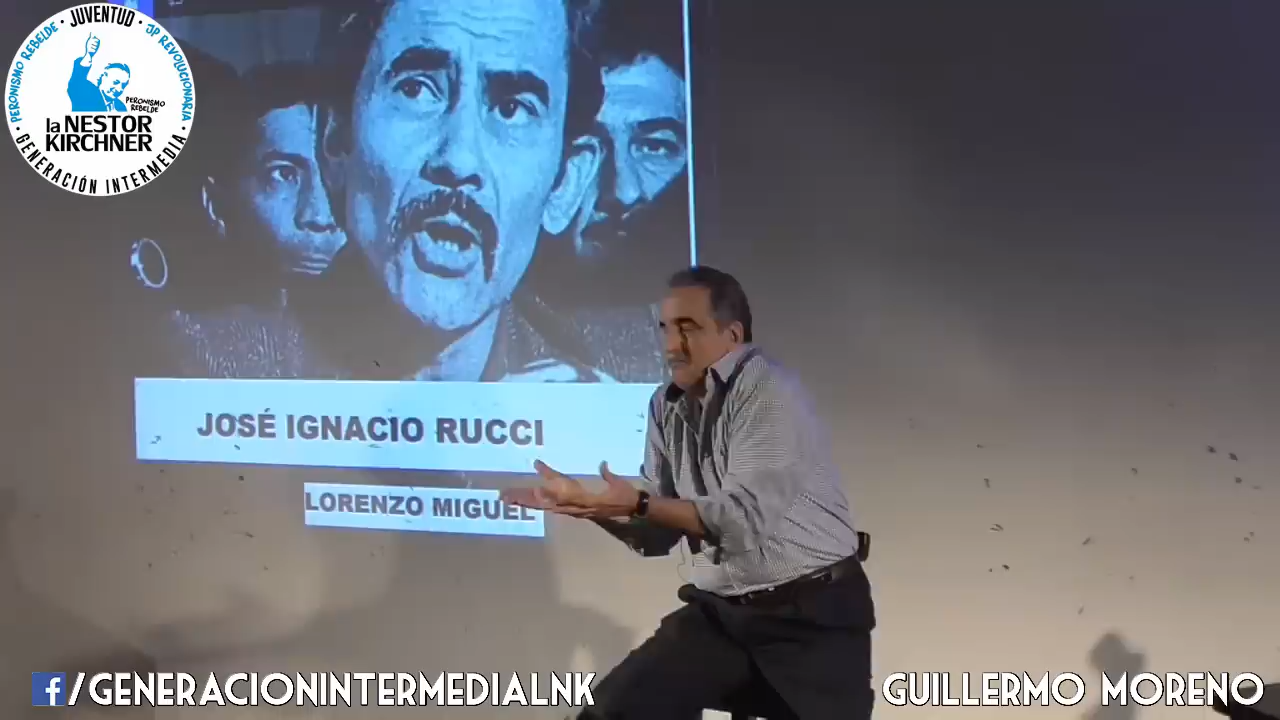 JUVENTUD
PERONISMO REBELDE
JP REVOLUCIONARIA
PERONISMO
REBELDE
la NESTOR
KIRCHNER
GENERACIÓN INTERMEDIA
JOSÉ IGNACIO RUCCI
LORENZO MIGUEL
/GENERACIONINTERMEDIALNK
GUILLERMO MORENO